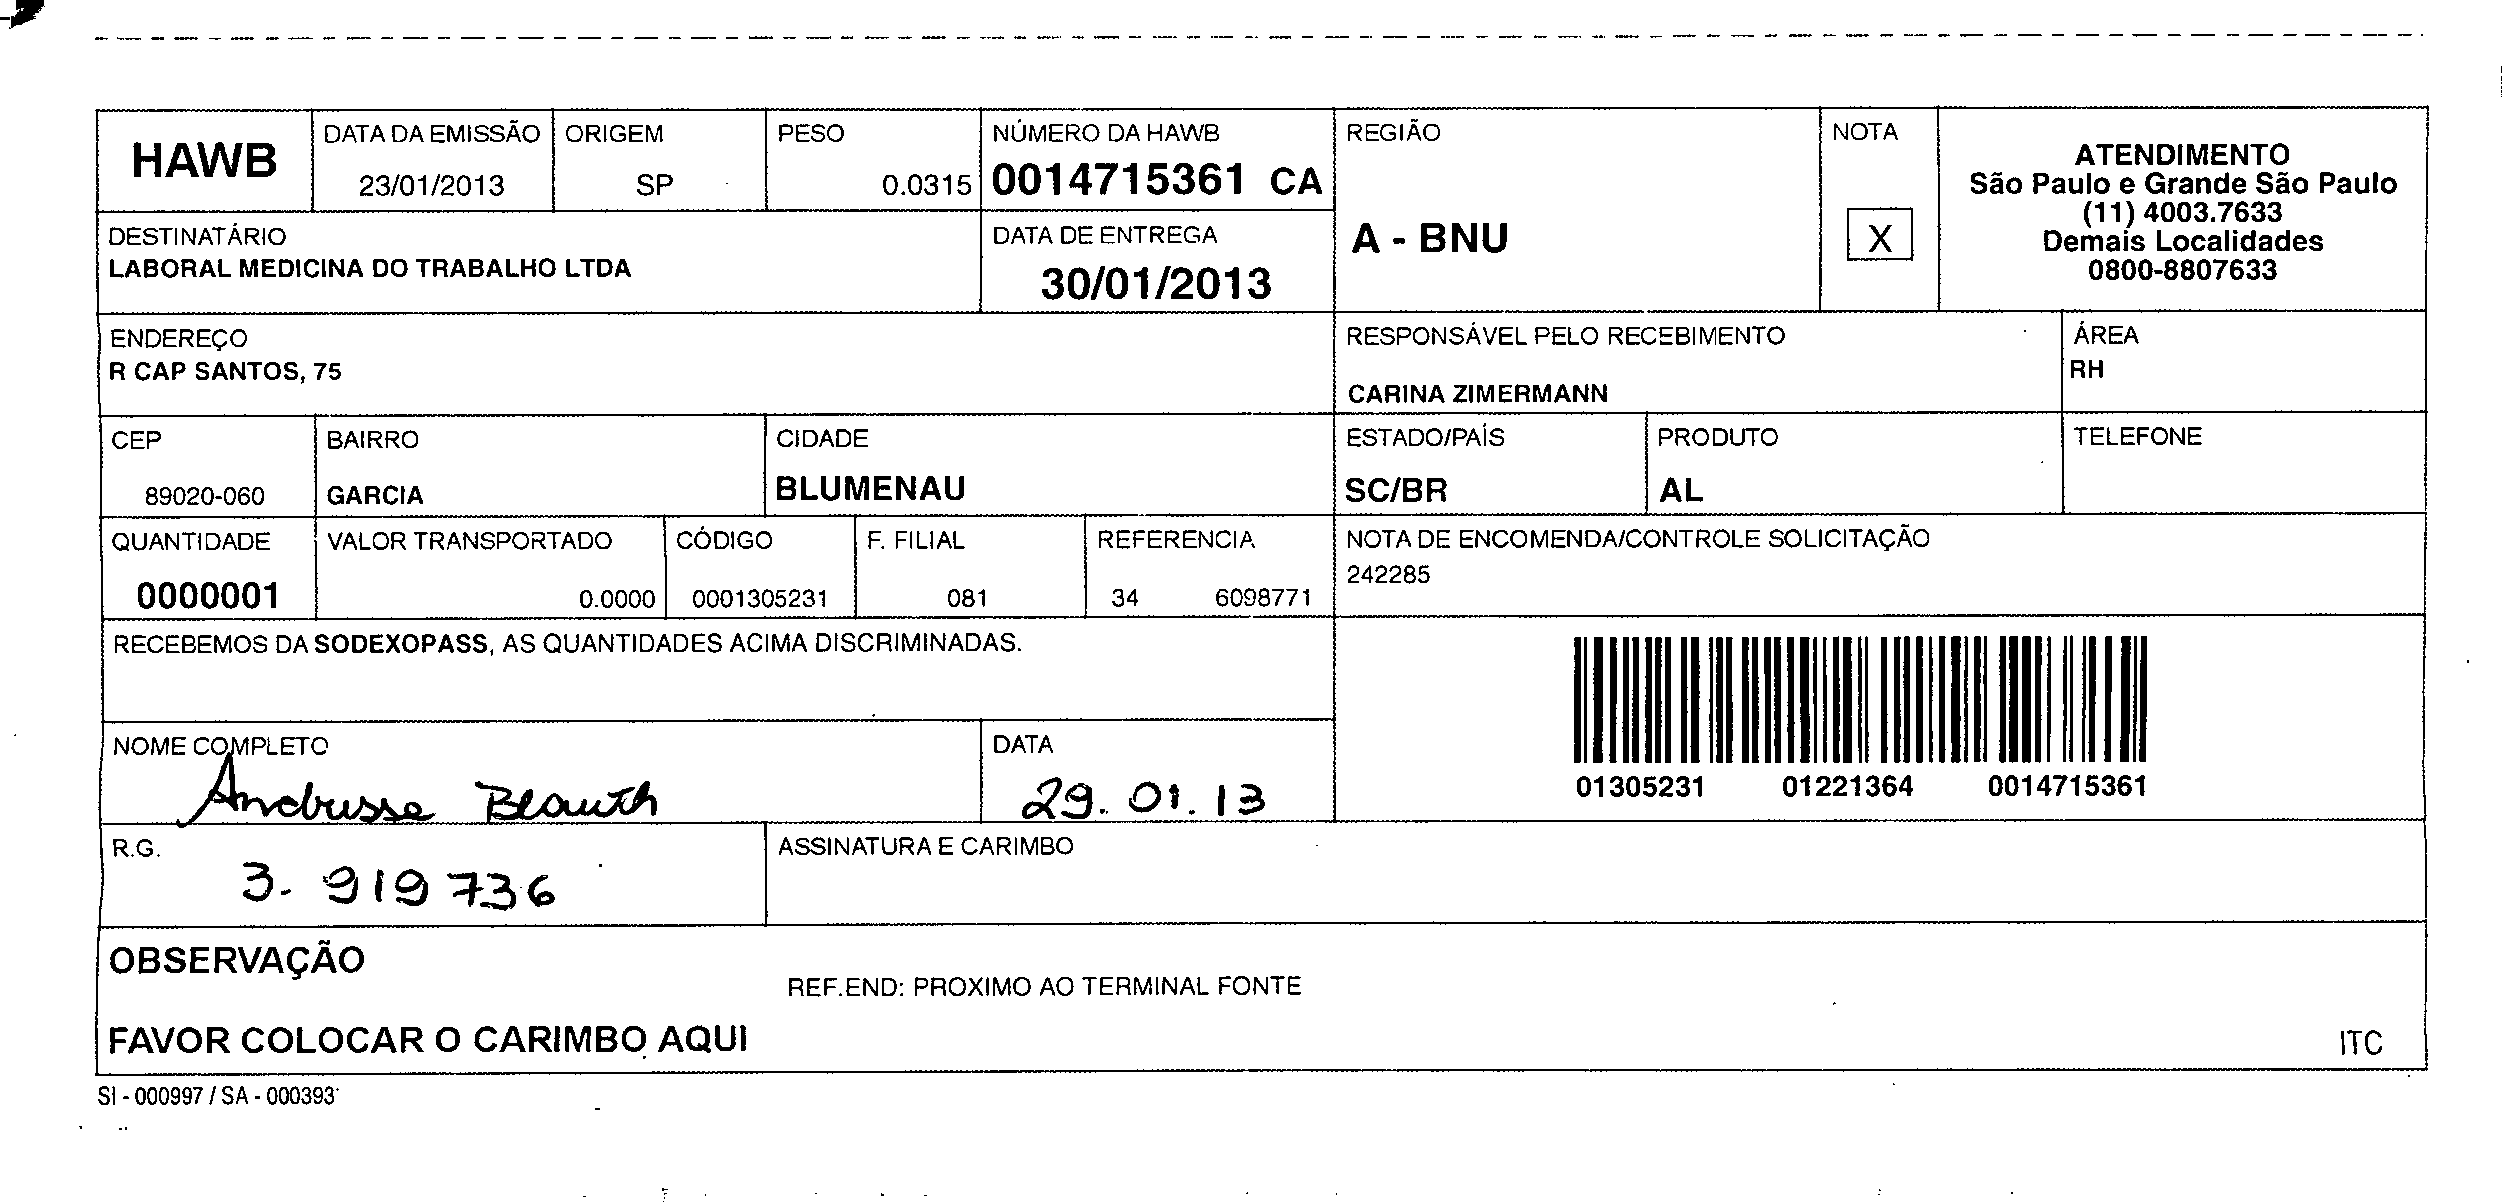 HAWB
DATA DA EMISSÃO
23/01/2013
ORIGEM
SP
PESO
0.0315
NÚMERO DA HAWB
0014715361 CA
REGIÃO
A - BNU
NOTA
X
ATENDIMENTO
São Paulo e Grande São Paulo
(11) 4003.7633
Demais Localidades
0800-8807633
DESTINATÁRIO
LABORAL MEDICINA DO TRABALHO LTDA
DATA DE ENTREGA
30/01/2013
ENDEREÇO
R CAP SANTOS, 75
RESPONSÁVEL PELO RECEBIMENTO
CARINA ZIMERMANN
ÁREA
RH
CEP
89020-060
BAIRRO
GARCIA
CIDADE
BLUMENAU
ESTADO/PAÍS
SC/BR
PRODUTO
AL
TELEFONE
QUANTIDADE
0000001
VALOR TRANSPORTADO
0.0000
CÓDIGO
0001305231
F. FILIAL
081
REFERENCIA
34 6098771
NOTA DE ENCOMENDA/CONTROLE SOLICITAÇÃO
242285
RECEBEMOS DA SODEXOPASS, AS QUANTIDADES ACIMA DISCRIMINADAS.
01305231 01221364 0014715361
NOME COMPLETO
DATA
29.01.13
R.G.
3.919736
ASSINATURA E CARIMBO
OBSERVAÇÃO
REF.END: PROXIMO AO TERMINAL FONTE
FAVOR COLOCAR O CARIMBO AQUI
ITC
SI - 000997 / SA - 000393